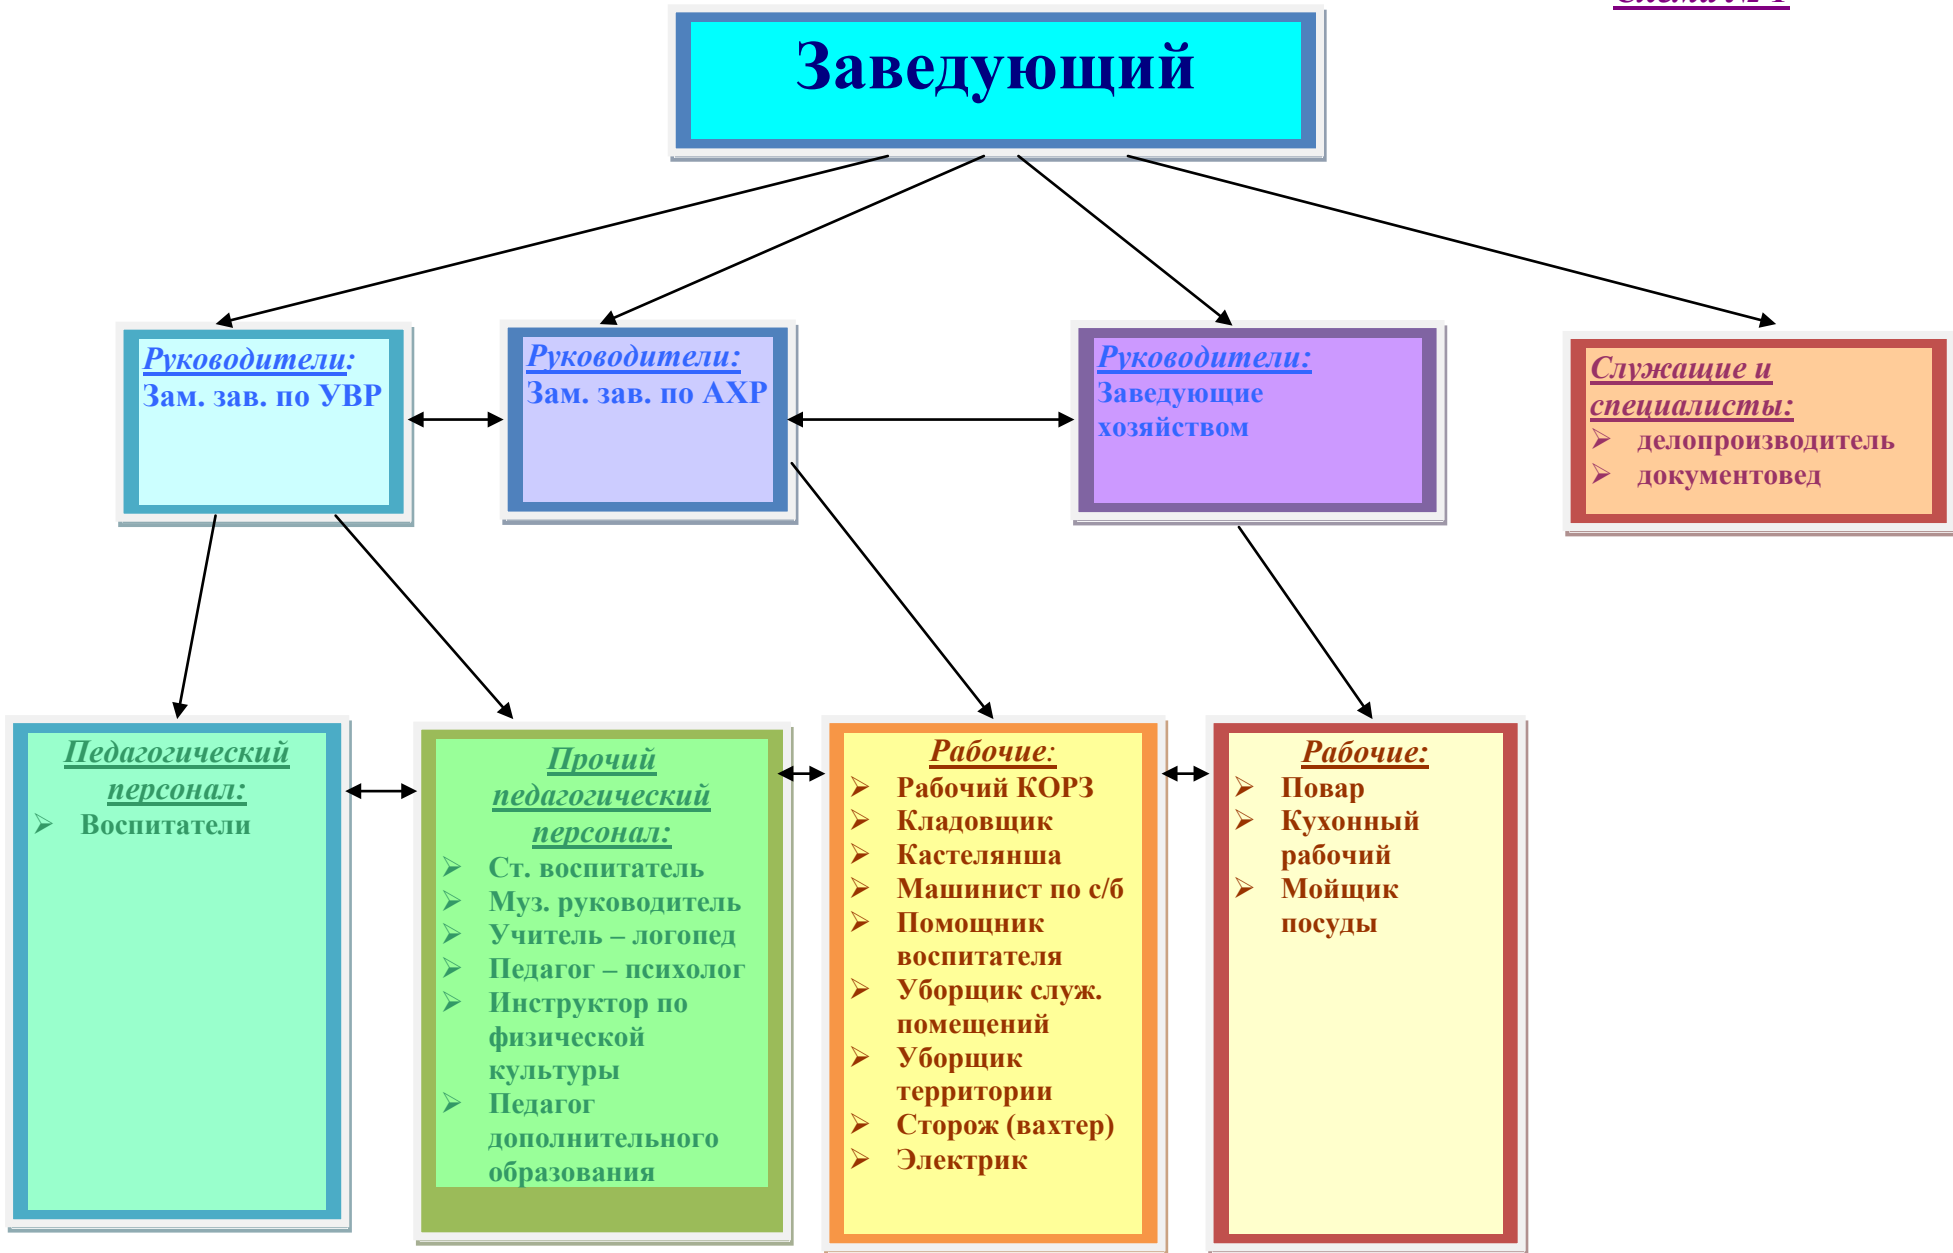 Заведующий
Руководители:
Зам. зав. по УВР
Руководители:
Зам. зав. по АХР
Руководители:
Заведующие
хозяйством
Служащие и
специалисты:
делопроизводитель
документовед
Педагогический
персонал:
Воспитатели
Прочий
педагогический
персонал:
Ст. воспитатель
Муз. руководитель
Учитель – логопед
Педагог – психолог
Инструктор по
физической
культуры
Педагог
дополнительного
образования
Рабочие:
Рабочий КОРЗ
Кладовщик
Кастелянша
Машинист по с/б
Помощник
воспитателя
Уборщик служ.
помещений
Уборщик
территории
Сторож (вахтер)
Электрик
Рабочие:
Повар
Кухонный
рабочий
Мойщик
посуды